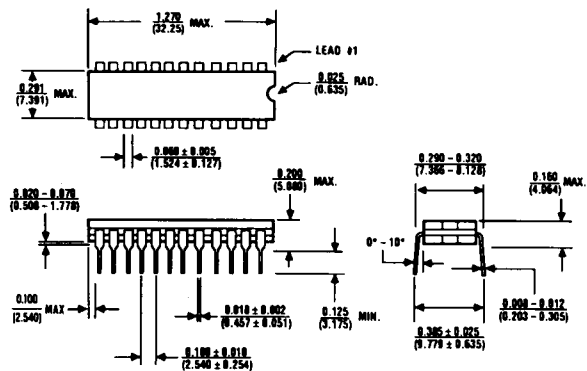 1.270
(32.25) MAX.
LEAD #1
0.291
(7.391) MAX.
0.025
(0.635) RAD.
0.060 ± 0.005
(1.524 ± 0.127)
0.200
(5.080) MAX.
0.290 – 0.320
(7.366 – 8.128)
0.160
(4.064) MAX.
0.020 – 0.070
(0.508 – 1.778)
0° – 10°
0.100
(2.540) MAX
0.018 ± 0.002
(0.457 ± 0.051)
0.125
(3.175) MIN.
0.008 – 0.012
(0.203 – 0.305)
0.100 ± 0.010
(2.540 ± 0.254)
0.385 ± 0.025
(9.779 ± 0.635)